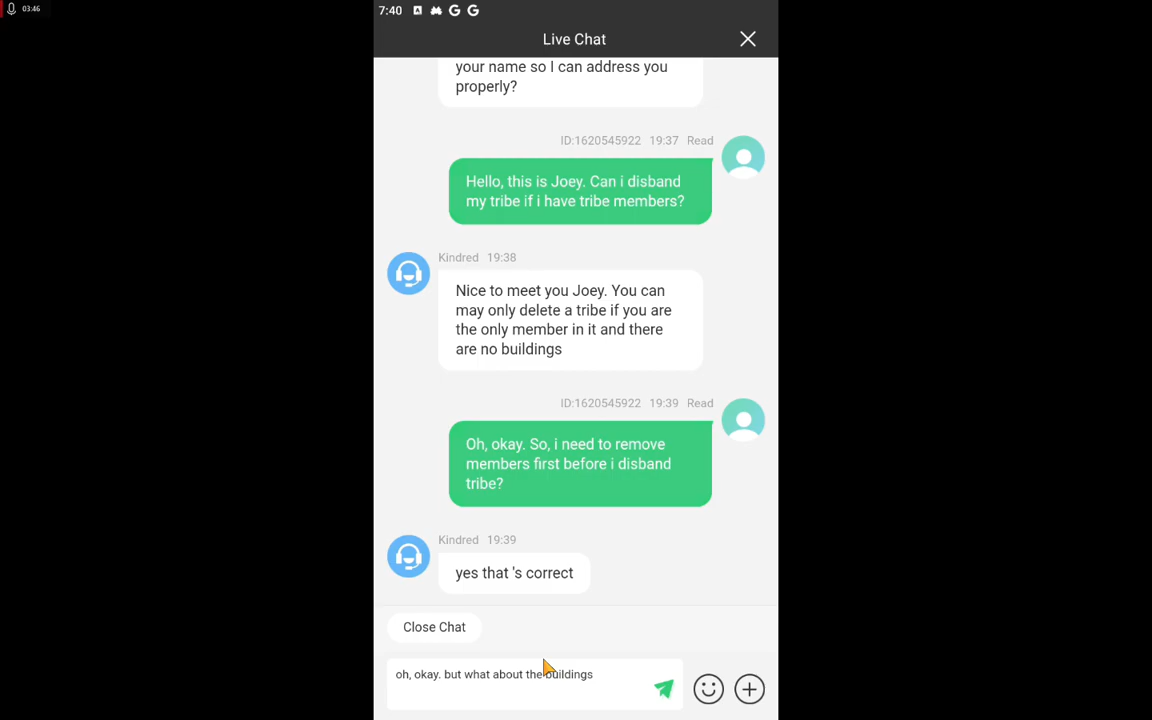 03:46
7:40 A G G
Live Chat
your name so I can address you
properly?
ID:1620545922 19:37 Read
Hello, this is Joey. Can i disband
my tribe if i have tribe members?
Kindred 19:38
Nice to meet you Joey. You can
may only delete a tribe if you are
the only member in it and there
are no buildings
ID:1620545922 19:39 Read
Oh, okay. So, i need to remove
members first before i disband
tribe?
Kindred 19:39
yes that 's correct
Close Chat
oh, okay. but what about the buildings